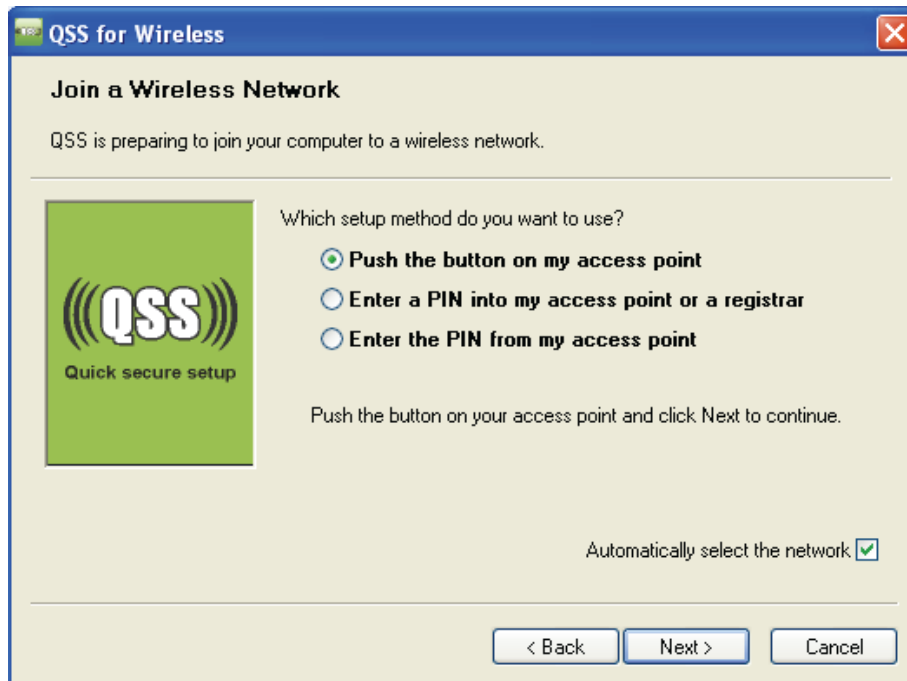 QSS for Wireless
Join a Wireless Network
QSS is preparing to join your computer to a wireless network.
Which setup method do you want to use?
Push the button on my access point
Enter a PIN into my access point or a registrar
Enter the PIN from my access point
(((QSS)))
Quick secure setup
Push the button on your access point and click Next to continue.
Automatically select the network
< Back
Next >
Cancel